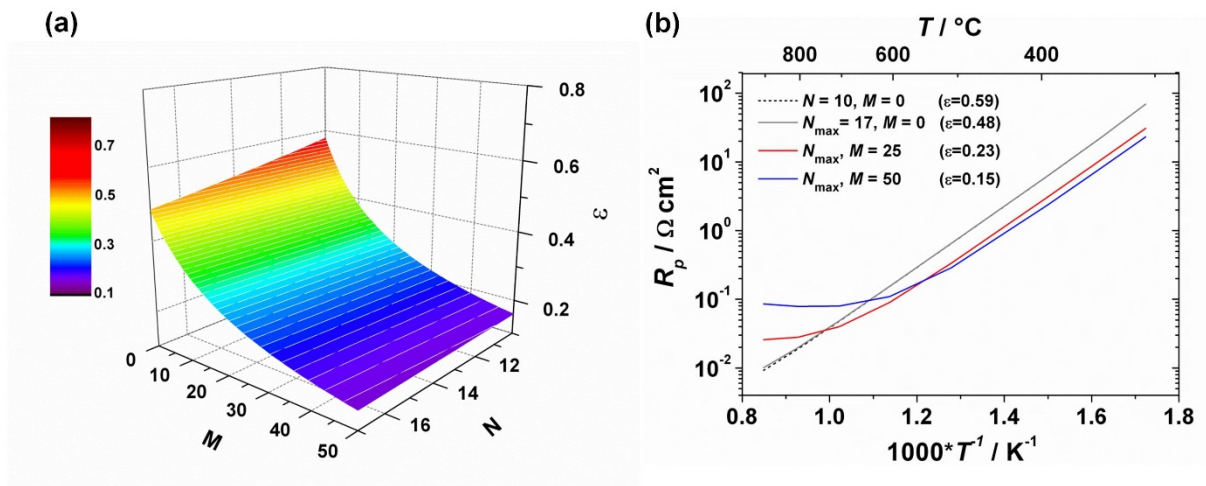 (a)
0.8
0.6
0.4
0.2
ε
0.7
0.5
0.3
0.1
0
10
20
30
40
50
M
12
14
16
N
(b)
T / °C
800
600
400
10²
10¹
10⁰
10⁻¹
10⁻²
R_p / Ω cm²
N = 10, M = 0 (ε=0.59)
N_max = 17, M = 0 (ε=0.48)
N_max, M = 25 (ε=0.23)
N_max, M = 50 (ε=0.15)
0.8
1.0
1.2
1.4
1.6
1.8
1000*T⁻¹ / K⁻¹